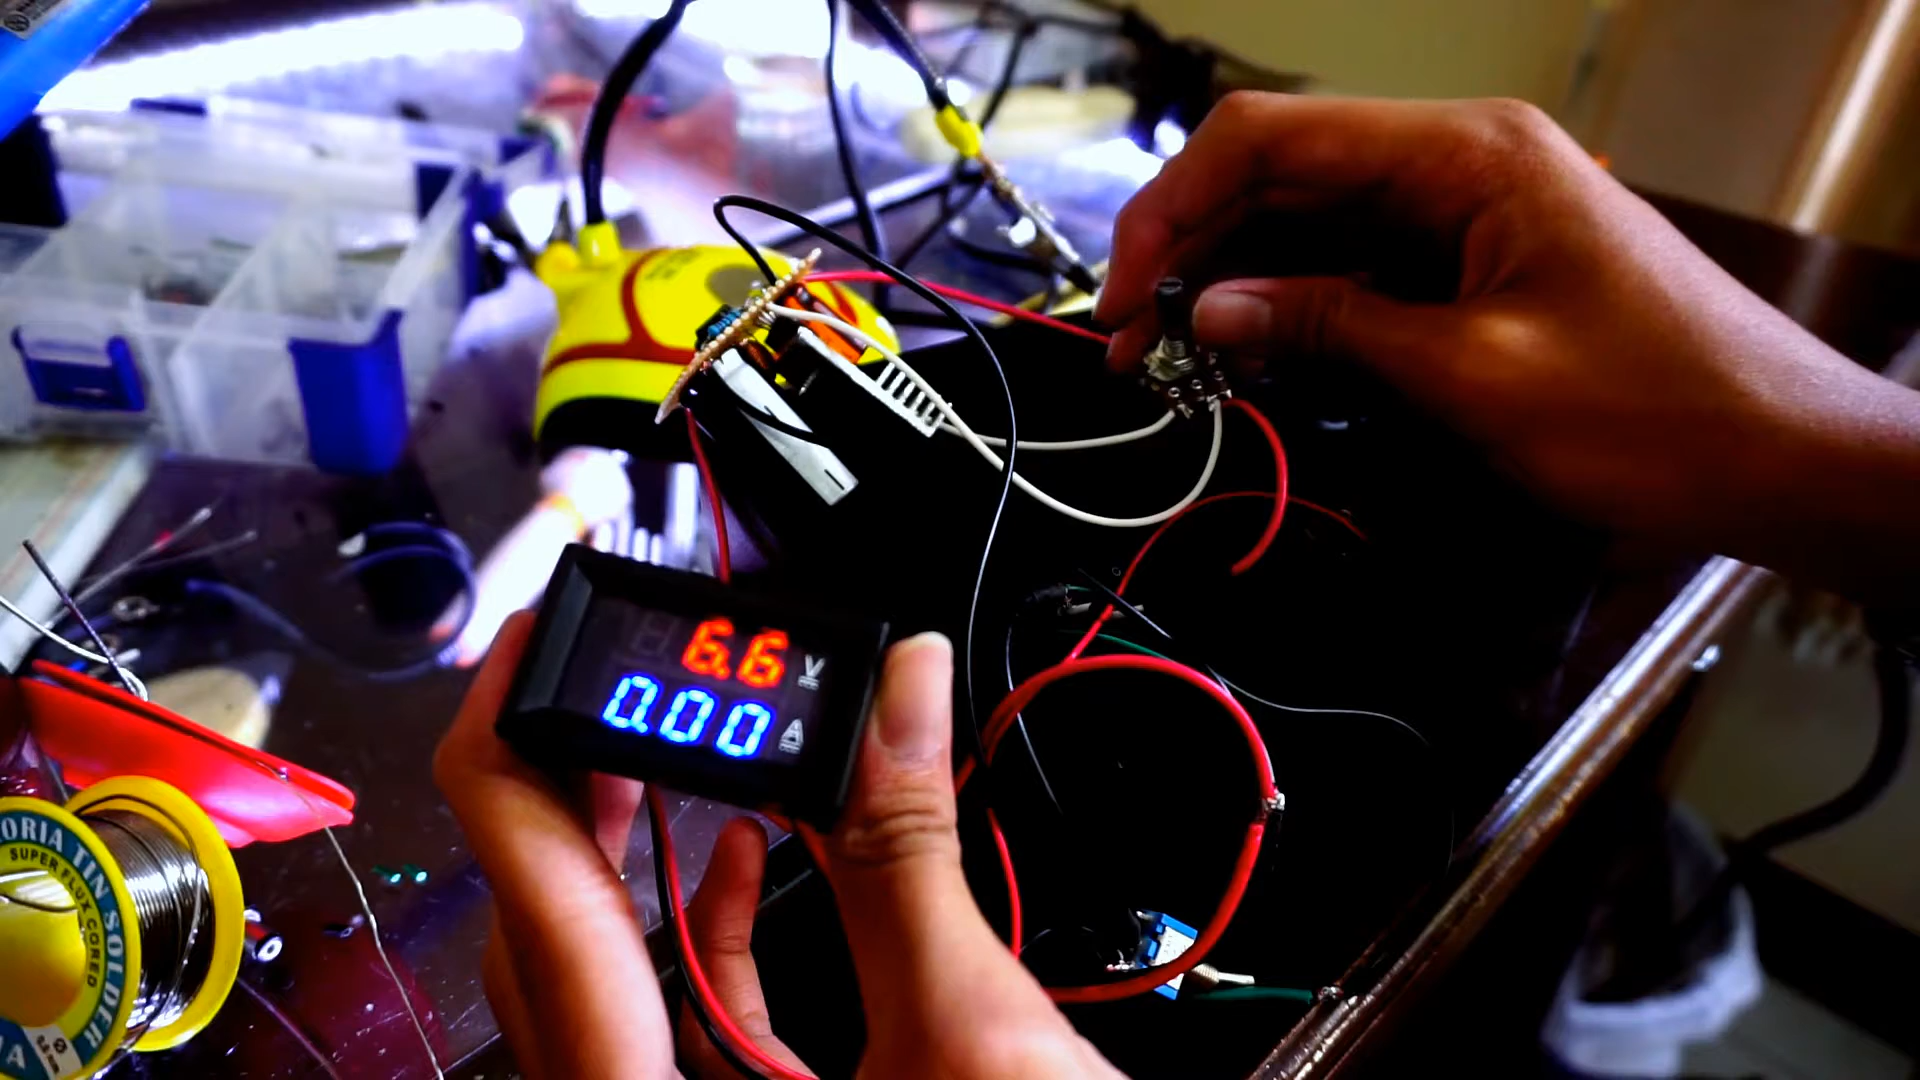 6.6 V
0.00 A
ORIA TIN SOLDER
SUPER FLUX CORED